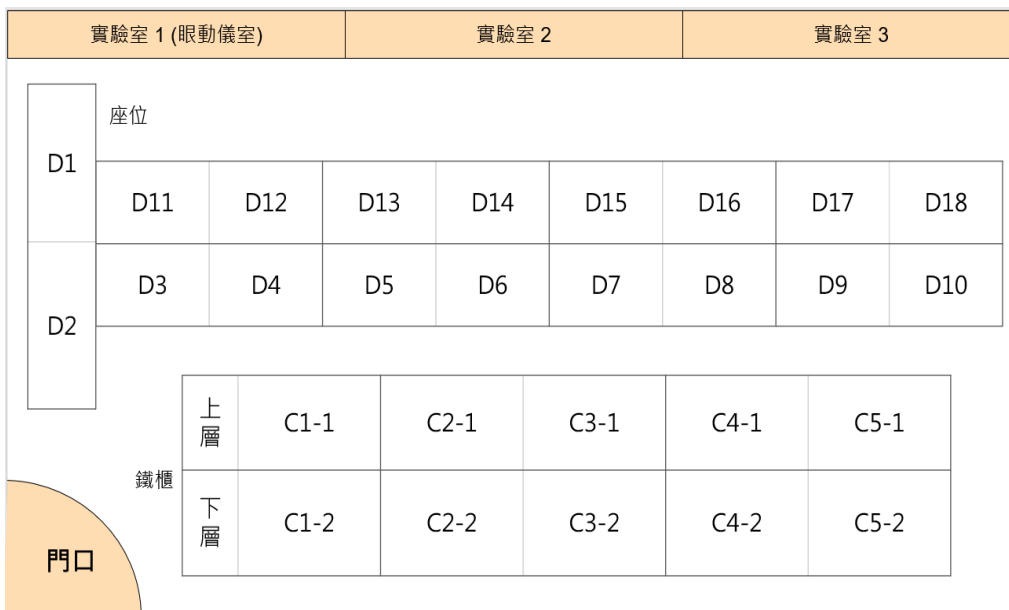 實驗室 1 (眼動儀室) 實驗室 2 實驗室 3
座位
D1
D11 D12 D13 D14 D15 D16 D17 D18
D3 D4 D5 D6 D7 D8 D9 D10
D2
上層 C1-1 C2-1 C3-1 C4-1 C5-1
鐵櫃
下層 C1-2 C2-2 C3-2 C4-2 C5-2
門口